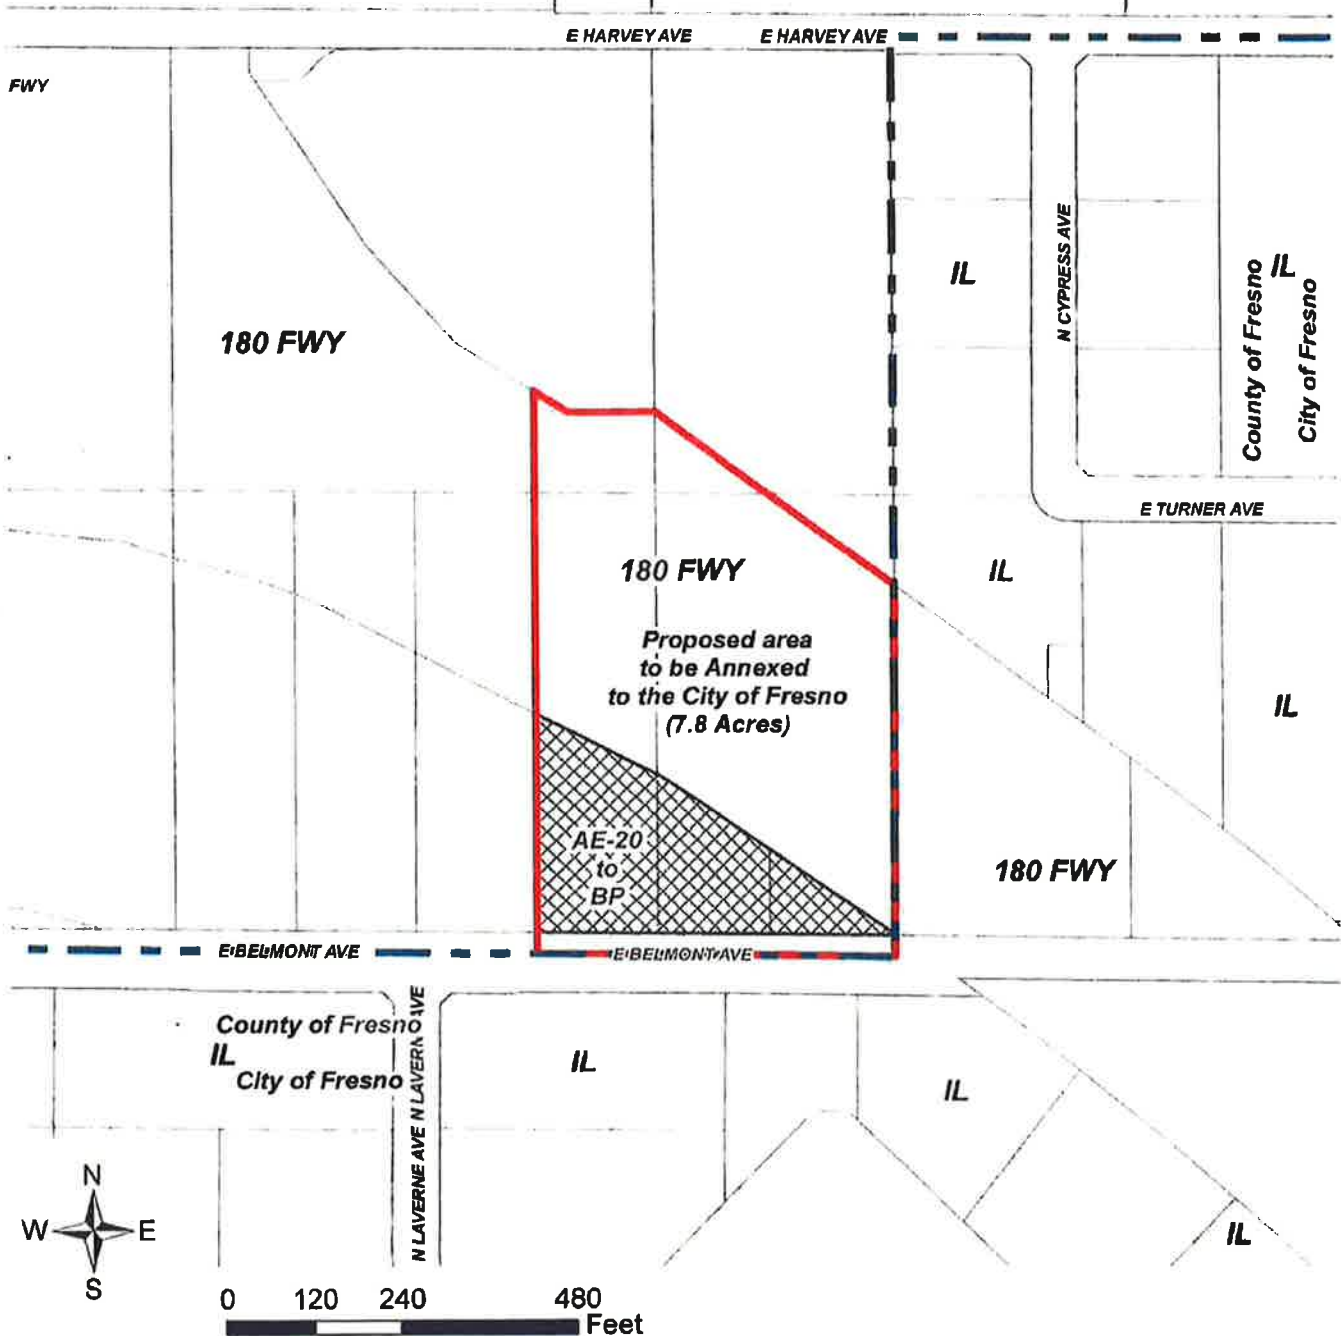 E HARVEY AVE
E HARVEY AVE
FWY
180 FWY
IL
N CYPRESS AVE
County of Fresno
IL
City of Fresno
E TURNER AVE
180 FWY
IL
Proposed area
to be Annexed
to the City of Fresno
(7.8 Acres)
IL
AE-20
to
BP
180 FWY
E BELMONT AVE
E BELMONT AVE
County of Fresno
IL
City of Fresno
N LAVERNE AVE
N LAVERN AVE
IL
IL
IL
N
W
E
S
0 120 240 480
Feet